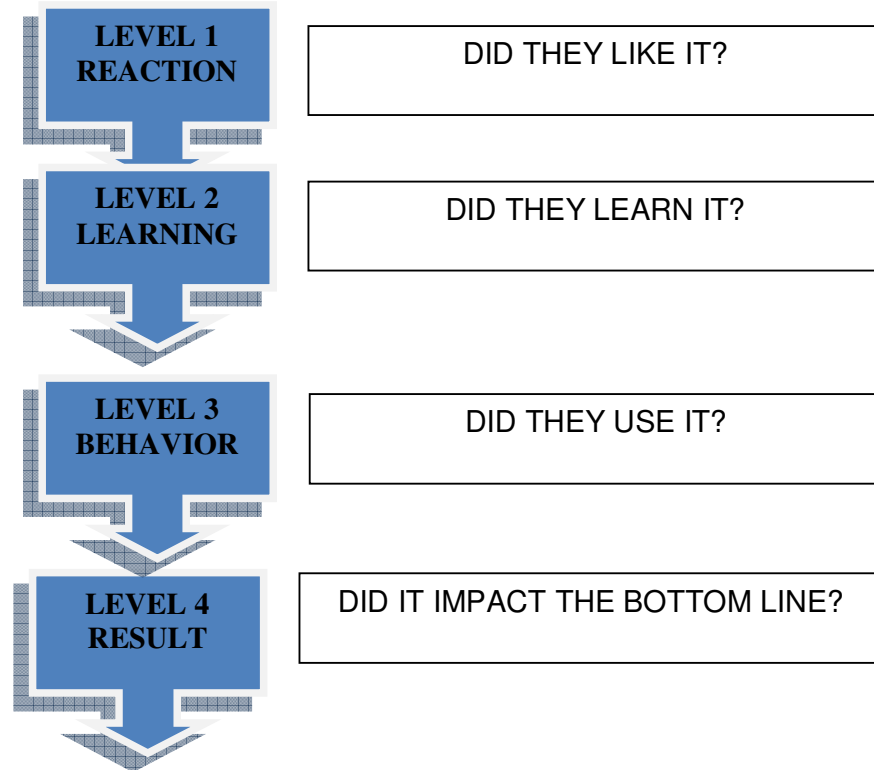 LEVEL 1
REACTION
DID THEY LIKE IT?
LEVEL 2
LEARNING
DID THEY LEARN IT?
LEVEL 3
BEHAVIOR
DID THEY USE IT?
LEVEL 4
RESULT
DID IT IMPACT THE BOTTOM LINE?